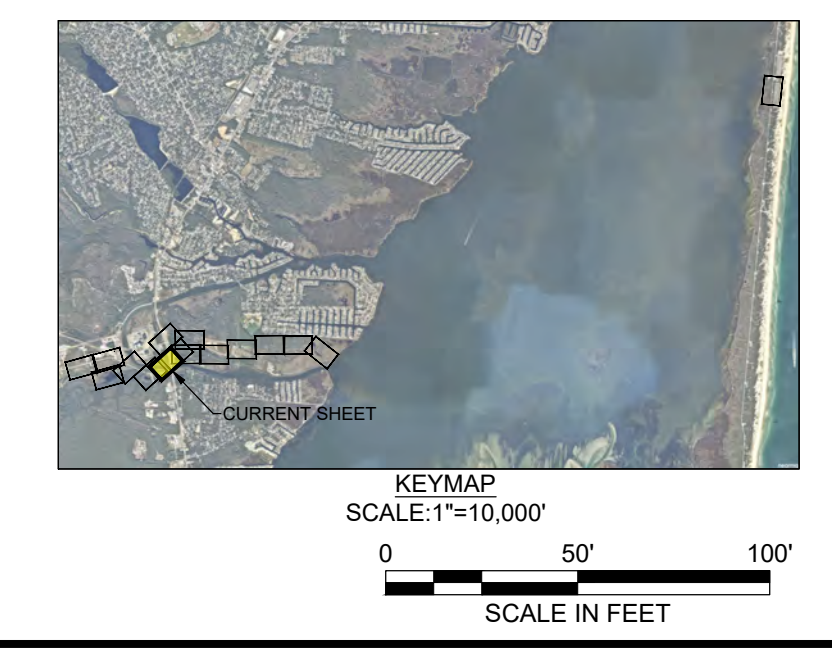 CURRENT SHEET
KEYMAP
SCALE:1"=10,000'
0 50' 100'
SCALE IN FEET